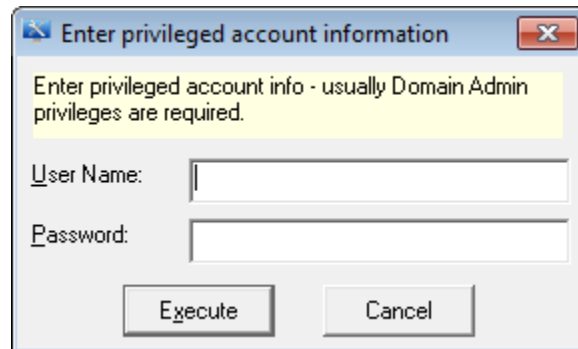 Enter privileged account information
Enter privileged account info - usually Domain Admin
privileges are required.
User Name:
Password:
Execute Cancel